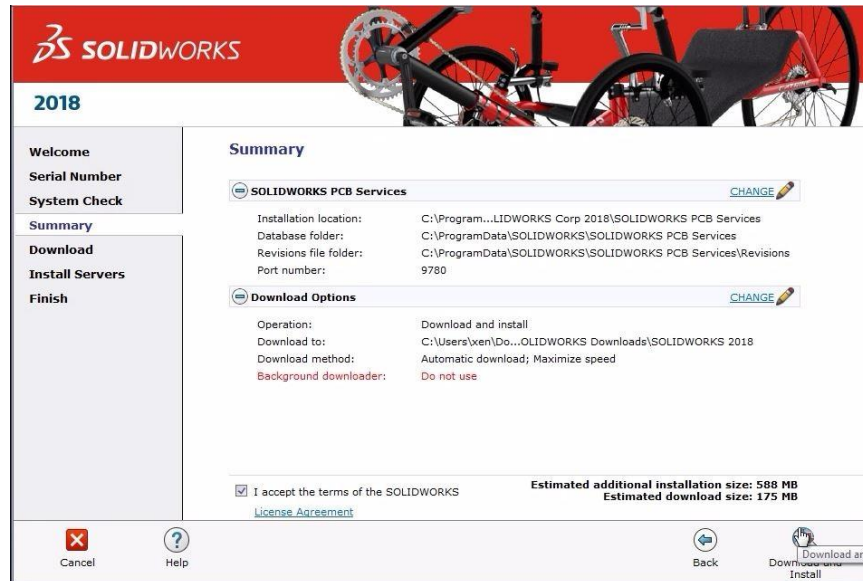 SOLIDWORKS
2018
Welcome
Serial Number
System Check
Summary
Download
Install Servers
Finish
Summary
SOLIDWORKS PCB Services CHANGE
Installation location: C:\Program...LIDWORKS Corp 2018\SOLIDWORKS PCB Services
Database folder: C:\ProgramData\SOLIDWORKS\SOLIDWORKS PCB Services
Revisions file folder: C:\ProgramData\SOLIDWORKS\SOLIDWORKS PCB Services\Revisions
Port number: 9780
Download Options CHANGE
Operation: Download and install
Download to: C:\Users\xen\Do...OLIDWORKS Downloads\SOLIDWORKS 2018
Download method: Automatic download; Maximize speed
Background downloader: Do not use
I accept the terms of the SOLIDWORKS
License Agreement
Estimated additional installation size: 588 MB
Estimated download size: 175 MB
Cancel
Help
Back
Download and
Install
Download an